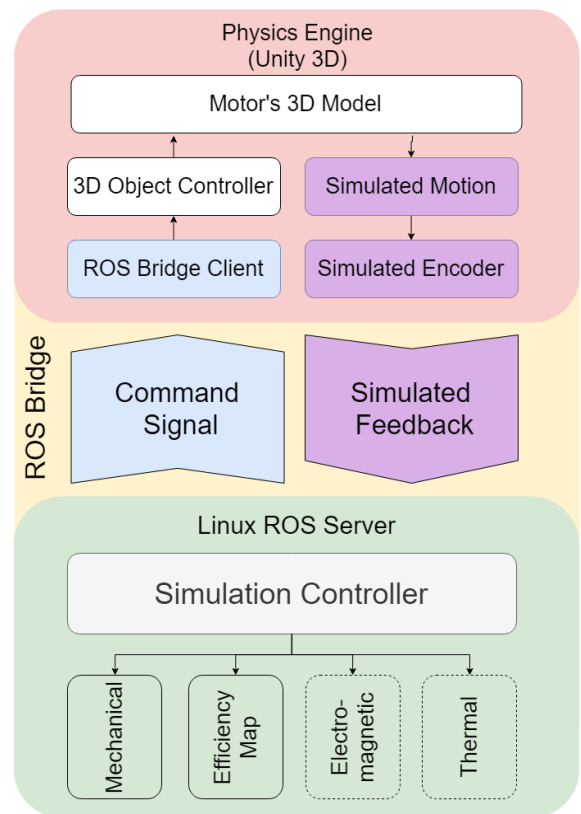 Physics Engine
(Unity 3D)
Motor's 3D Model
3D Object Controller
Simulated Motion
ROS Bridge Client
Simulated Encoder
ROS Bridge
Command
Signal
Simulated
Feedback
Linux ROS Server
Simulation Controller
Mechanical
Efficiency
Map
Electro-
magnetic
Thermal